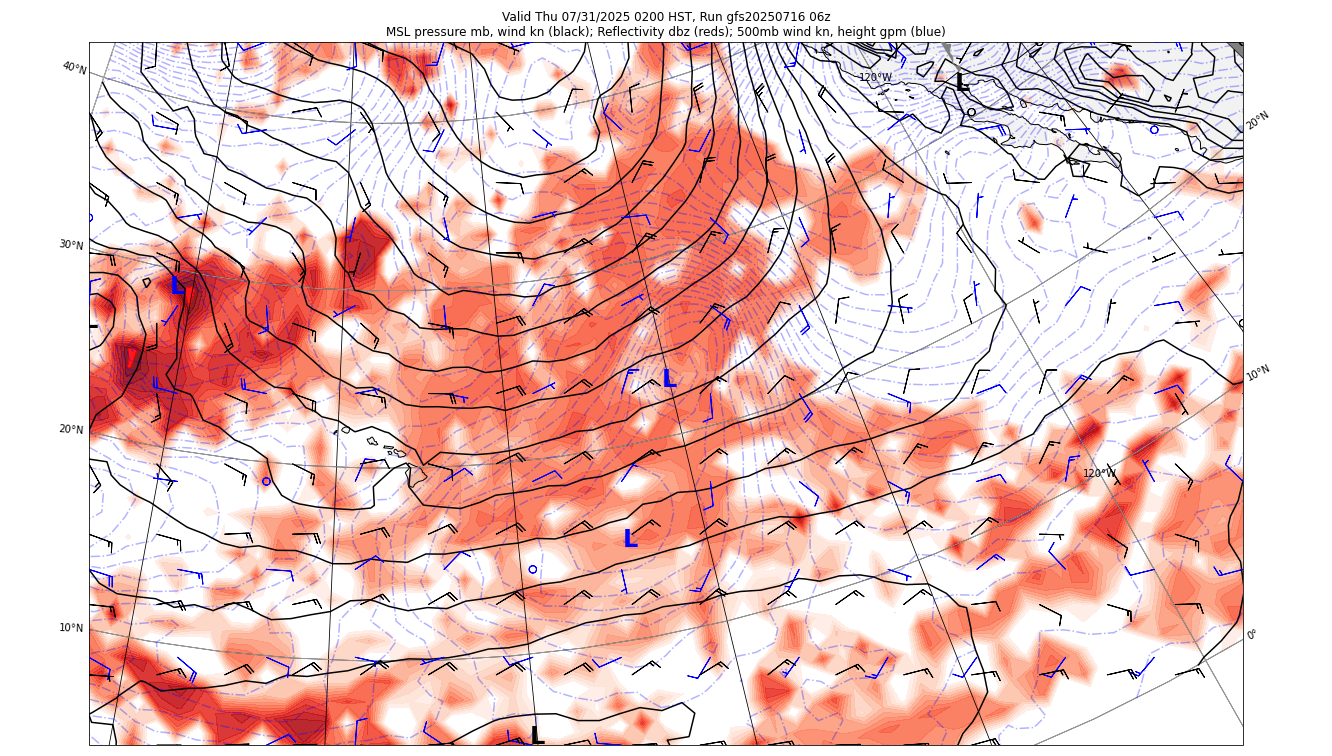 Valid Thu 07/31/2025 0200 HST, Run gfs20250716 06z
MSL pressure mb, wind kn (black); Reflectivity dbz (reds); 500mb wind kn, height gpm (blue)
40°N
120°W
L
20°N
30°N
L
10°N
L
20°N
120°W
L
10°N
0°
L